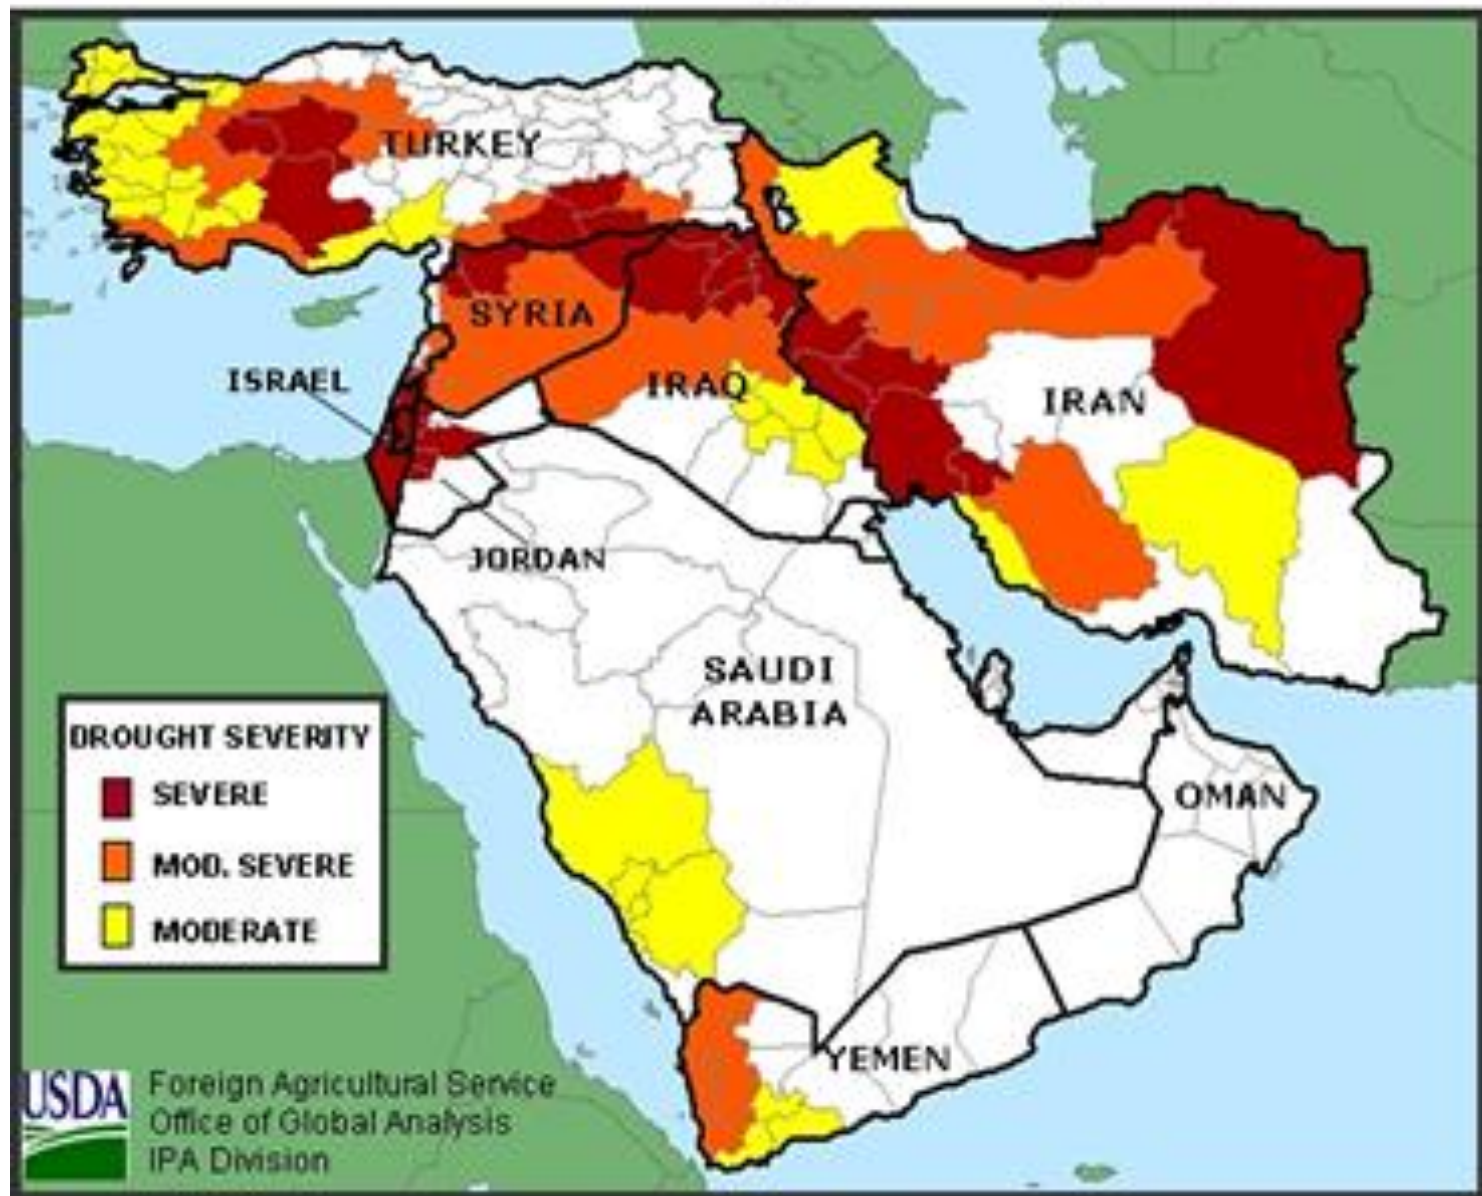 TURKEY
SYRIA
ISRAEL
IRAQ
IRAN
JORDAN
SAUDI
ARABIA
DROUGHT SEVERITY
SEVERE
MOD. SEVERE
MODERATE
OMAN
YEMEN
USDA
Foreign Agricultural Service
Office of Global Analysis
IPA Division